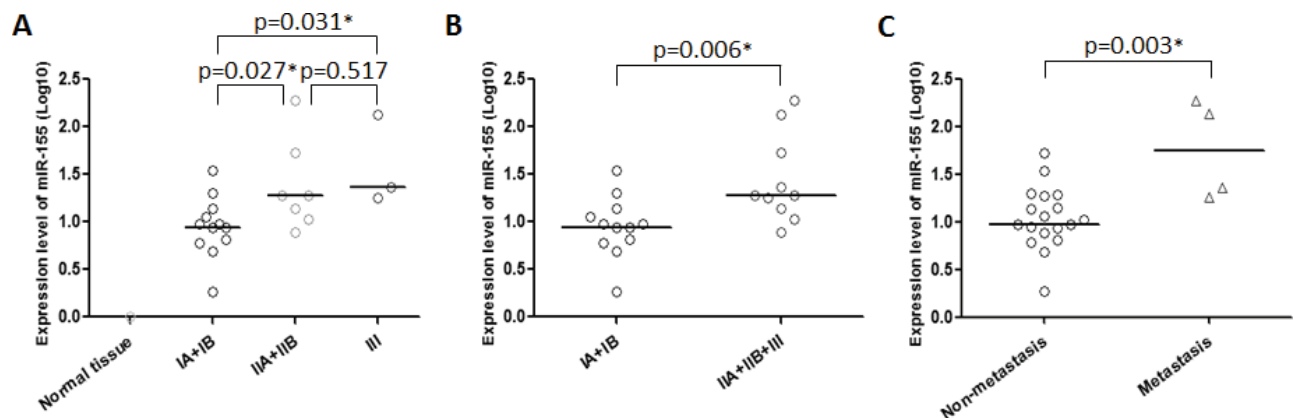 A
p=0.031*
p=0.027* p=0.517
Expression level of mIR-155 (Log10)
2.5
2.0
1.5
1.0
0.5
0.0
Normal tissue
IA+IB
IIA+IIB
III
B
p=0.006*
Expression level of mIR-155 (Log10)
2.5
2.0
1.5
1.0
0.5
0.0
IA+IB
IIA+IIB+III
C
p=0.003*
Expression level of mIR-155 (Log10)
2.5
2.0
1.5
1.0
0.5
0.0
Non-metastasis
Metastasis